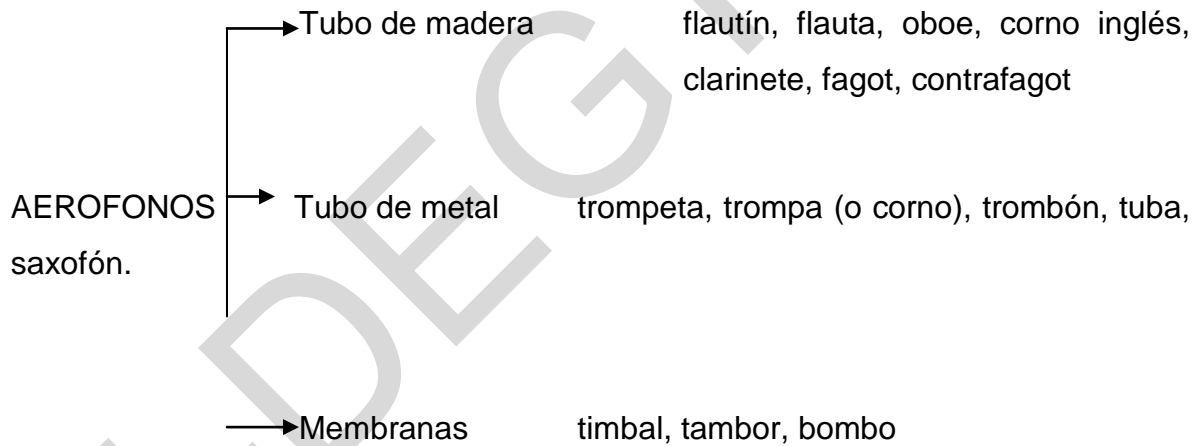 Tubo de madera flautín, flauta, oboe, corno inglés,
clarinete, fagot, contrafagot
AEROFONOS Tubo de metal trompeta, trompa (o corno), trombón, tuba,
saxofón.
Membranas timbal, tambor, bombo